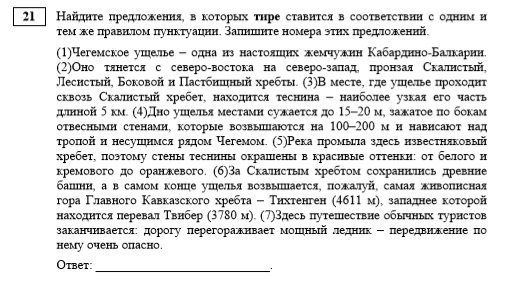 21 Найдите предложения, в которых тире ставится в соответствии с одним и
тем же правилом пунктуации. Запишите номера этих предложений.
(1)Чегемское ущелье – одна из настоящих жемчужин Кабардино-Балкарии.
(2)Оно тянется с северо-востока на северо-запад, пронзая Скалистый,
Лесистый, Боковой и Пастбищный хребты. (3)В месте, где ущелье проходит
сквозь Скалистый хребет, находится теснина – наиболее узкая его часть
длиной 5 км. (4)Дно ущелья местами сужается до 15–20 м, зажатое по бокам
отвесными стенами, которые возвышаются на 100–200 м и нависают над
тропой и несущимся рядом Чегемом. (5)Река промыла здесь известняковый
хребет, поэтому стены теснины окрашены в красивые оттенки: от белого и
кремового до оранжевого. (6)За Скалистым хребтом сохранились древние
башни, а в самом конце ущелья возвышается, пожалуй, самая живописная
гора Главного Кавказского хребта – Тихтенген (4611 м), западнее которой
находится перевал Твибер (3780 м). (7)Здесь путешествие обычных туристов
заканчивается: дорогу перегораживает мощный ледник – передвижение по
нему очень опасно.
Ответ: ___________________________.